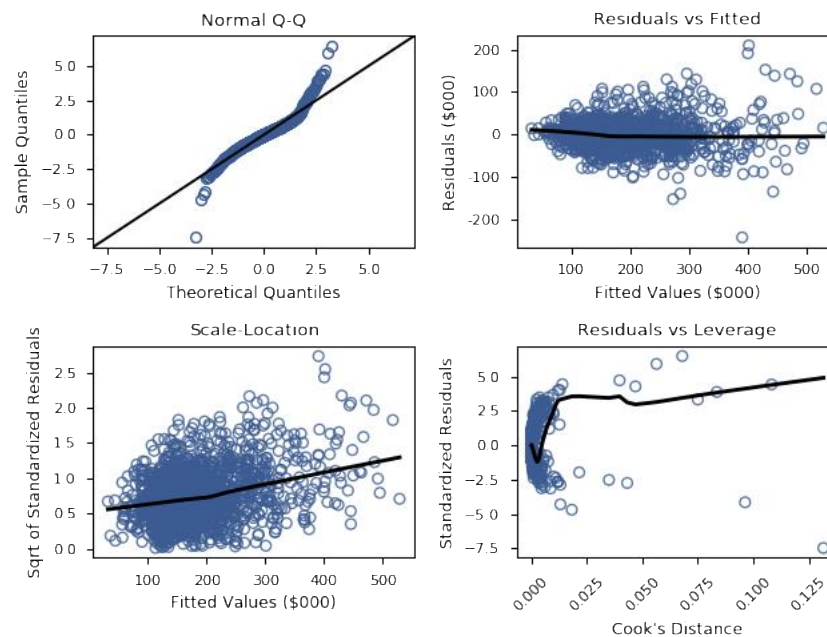 Normal Q-Q
Sample Quantiles
5.0
2.5
0.0
−2.5
−5.0
−7.5
−7.5 −5.0 −2.5 0.0 2.5 5.0
Theoretical Quantiles
Residuals vs Fitted
Residuals ($000)
200
100
0
-100
-200
100 200 300 400 500
Fitted Values ($000)
Scale-Location
Sqrt of Standardized Residuals
2.5
2.0
1.5
1.0
0.5
0.0
100 200 300 400 500
Fitted Values ($000)
Residuals vs Leverage
Standardized Residuals
5.0
2.5
0.0
−2.5
−5.0
−7.5
0.000 0.025 0.050 0.075 0.100 0.125
Cook's Distance